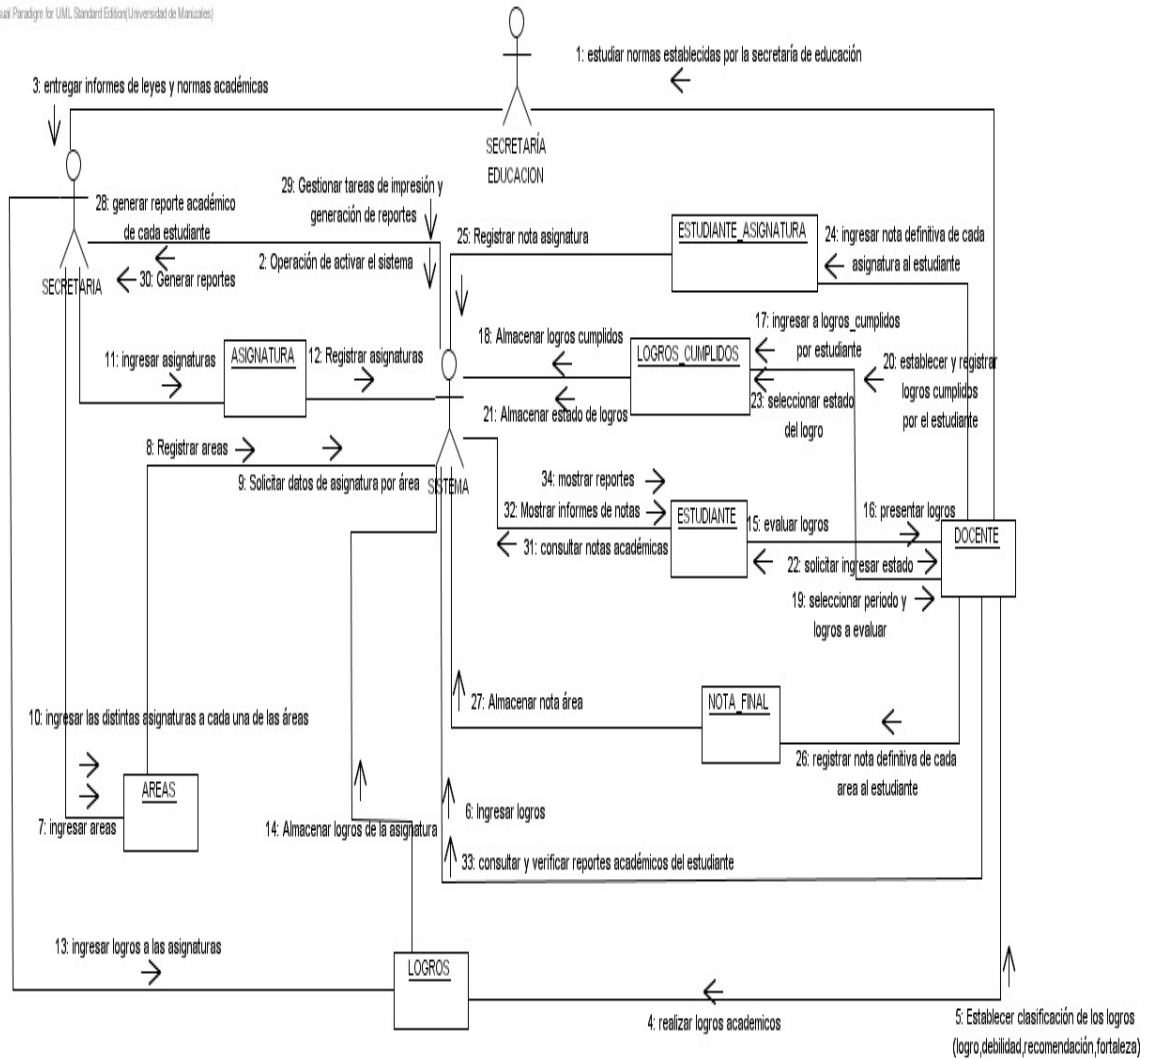 sual Paradigm for UML Standard Edition(Universidad de Manizales)
1: estudiar normas establecidas por la secretaría de educación
3: entregar informes de leyes y normas académicas
SECRETARÍA
EDUCACION
28: generar reporte académico
de cada estudiante
29: Gestionar tareas de impresión y
generación de reportes
25: Registrar nota asignatura
ESTUDIANTE_ASIGNATURA
24: ingresar nota definitiva de cada
asignatura al estudiante
2: Operación de activar el sistema
30: Generar reportes
SECRETARIA
11: ingresar asignaturas
ASIGNATURA
12: Registrar asignaturas
18: Almacenar logros cumplidos
LOGROS_CUMPLIDOS
17: ingresar a logros_cumplidos
por estudiante
20: establecer y registrar
logros cumplidos
por el estudiante
21: Almacenar estado de logros
23: seleccionar estado
del logro
8: Registrar areas
9: Solicitar datos de asignatura por área
SISTEMA
34: mostrar reportes
32: Mostrar informes de notas
31: consultar notas académicas
ESTUDIANTE
15: evaluar logros
16: presentar logros
DOCENTE
22: solicitar ingresar estado
19: seleccionar periodo y
logros a evaluar
10: ingresar las distintas asignaturas a cada una de las áreas
27: Almacenar nota área
NOTA_FINAL
26: registrar nota definitiva de cada
area al estudiante
AREAS
7: ingresar areas
14: Almacenar logros de la asignatura
6: Ingresar logros
33: consultar y verificar reportes académicos del estudiante
13: ingresar logros a las asignaturas
LOGROS
4: realizar logros academicos
5: Establecer clasificación de los logros
(logro,debilidad,recomendación,fortaleza)